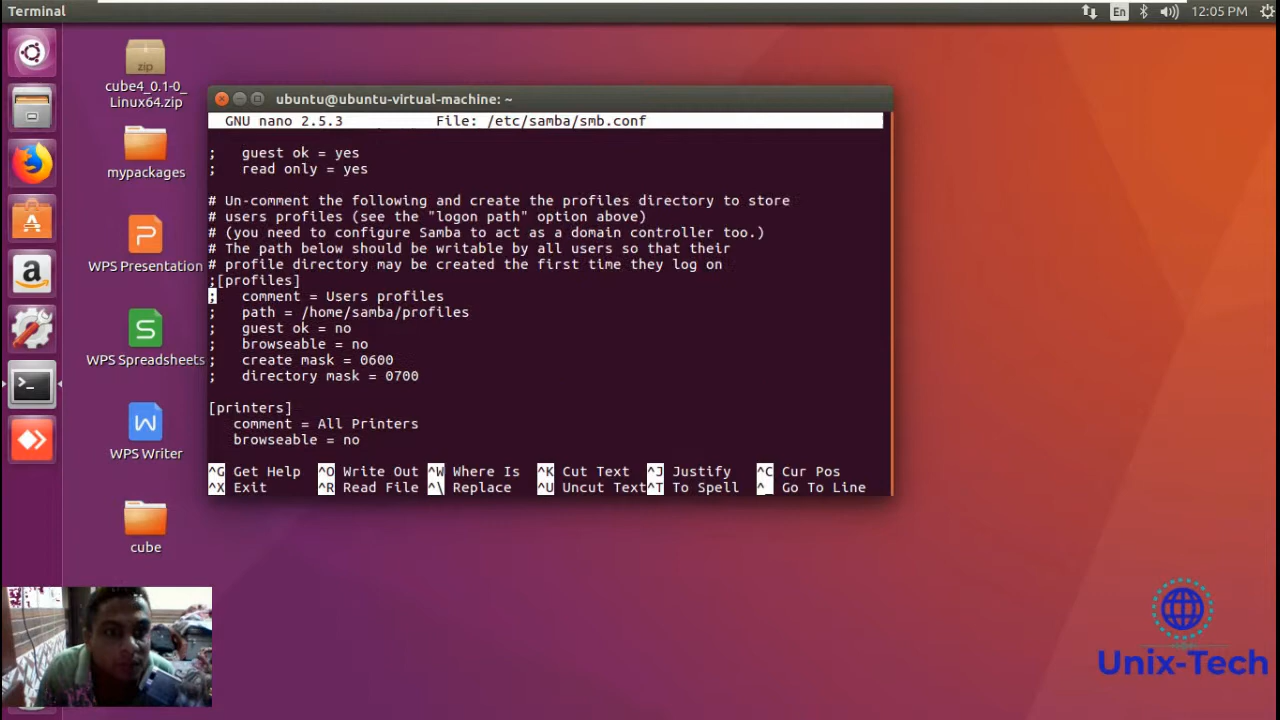 Terminal
En
12:05 PM
zip
cube4_0.1-0_
Linux64.zip
mypackages
WPS Presentation
WPS Spreadsheets
W
WPS Writer
cube
ubuntu@ubuntu-virtual-machine: ~
GNU nano 2.5.3 File: /etc/samba/smb.conf
;   guest ok = yes
;   read only = yes
# Un-comment the following and create the profiles directory to store
# users profiles (see the "logon path" option above)
# (you need to configure Samba to act as a domain controller too.)
# The path below should be writable by all users so that their
# profile directory may be created the first time they log on
;[profiles]
;   comment = Users profiles
;   path = /home/samba/profiles
;   guest ok = no
;   browseable = no
;   create mask = 0600
;   directory mask = 0700
[printers]
   comment = All Printers
   browseable = no
^G Get Help ^O Write Out ^W Where Is ^K Cut Text ^J Justify ^C Cur Pos
^X Exit ^R Read File ^\ Replace ^U Uncut Text ^T To Spell ^_ Go To Line
Unix-Tech